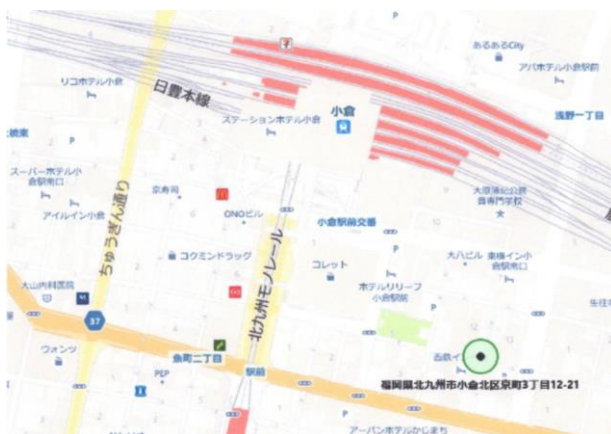 P
あるあるCity
アパホテル小倉駅前
リコホテル小倉
日豊本線
小倉
浅野一丁目
ステーションホテル小倉
P
スーパーホテル小
倉駅南口
京寿司
大原簿記公務
員専門学校
アイルイン小倉
ONOビル
小倉駅前交番
P
ちゅうぎん通り
コクミンドラッグ
北九州モノレール
コレット
大八ビル
東横イン小
倉駅南口
大山内科医院
ホテルリリーフ
小倉駅前
P
37
ウォンツ
魚町二丁目
駅前
西鉄イ
PEP
福岡県北九州市小倉北区京町3丁目12-21
P
アーバンホテルかじまち